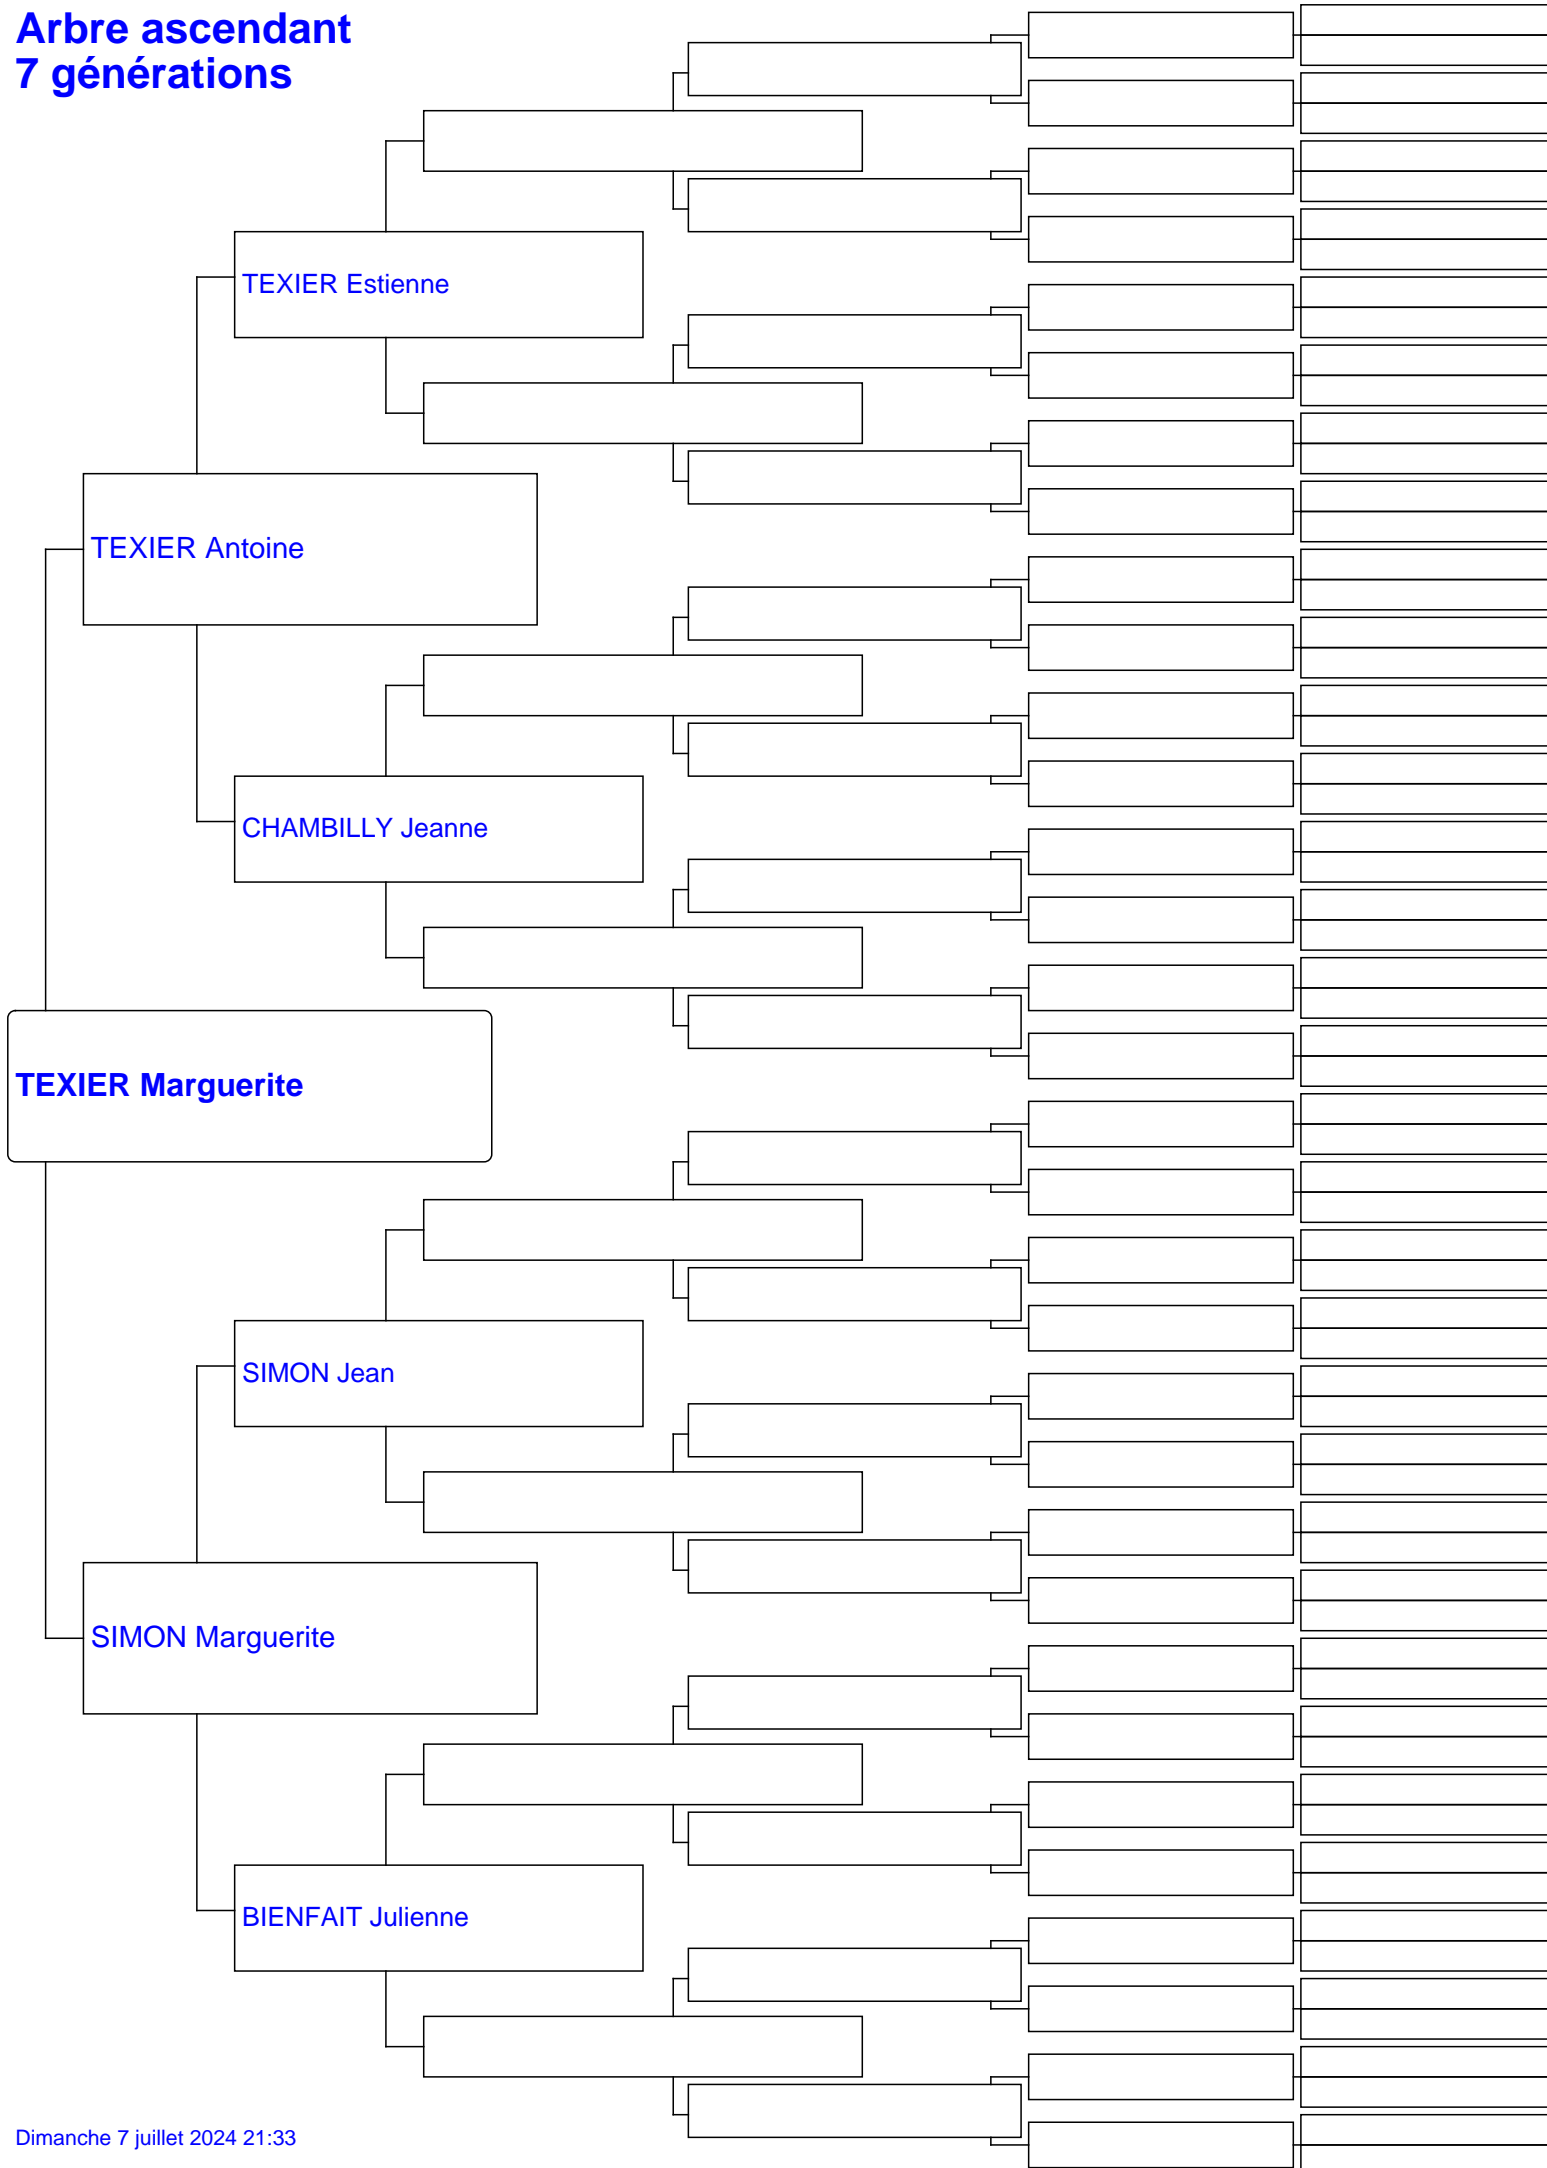 Arbre ascendant
7 générations
TEXIER Estienne
TEXIER Antoine
CHAMBILLY Jeanne
TEXIER Marguerite
SIMON Jean
SIMON Marguerite
BIENFAIT Julienne
Dimanche 7 juillet 2024 21:33